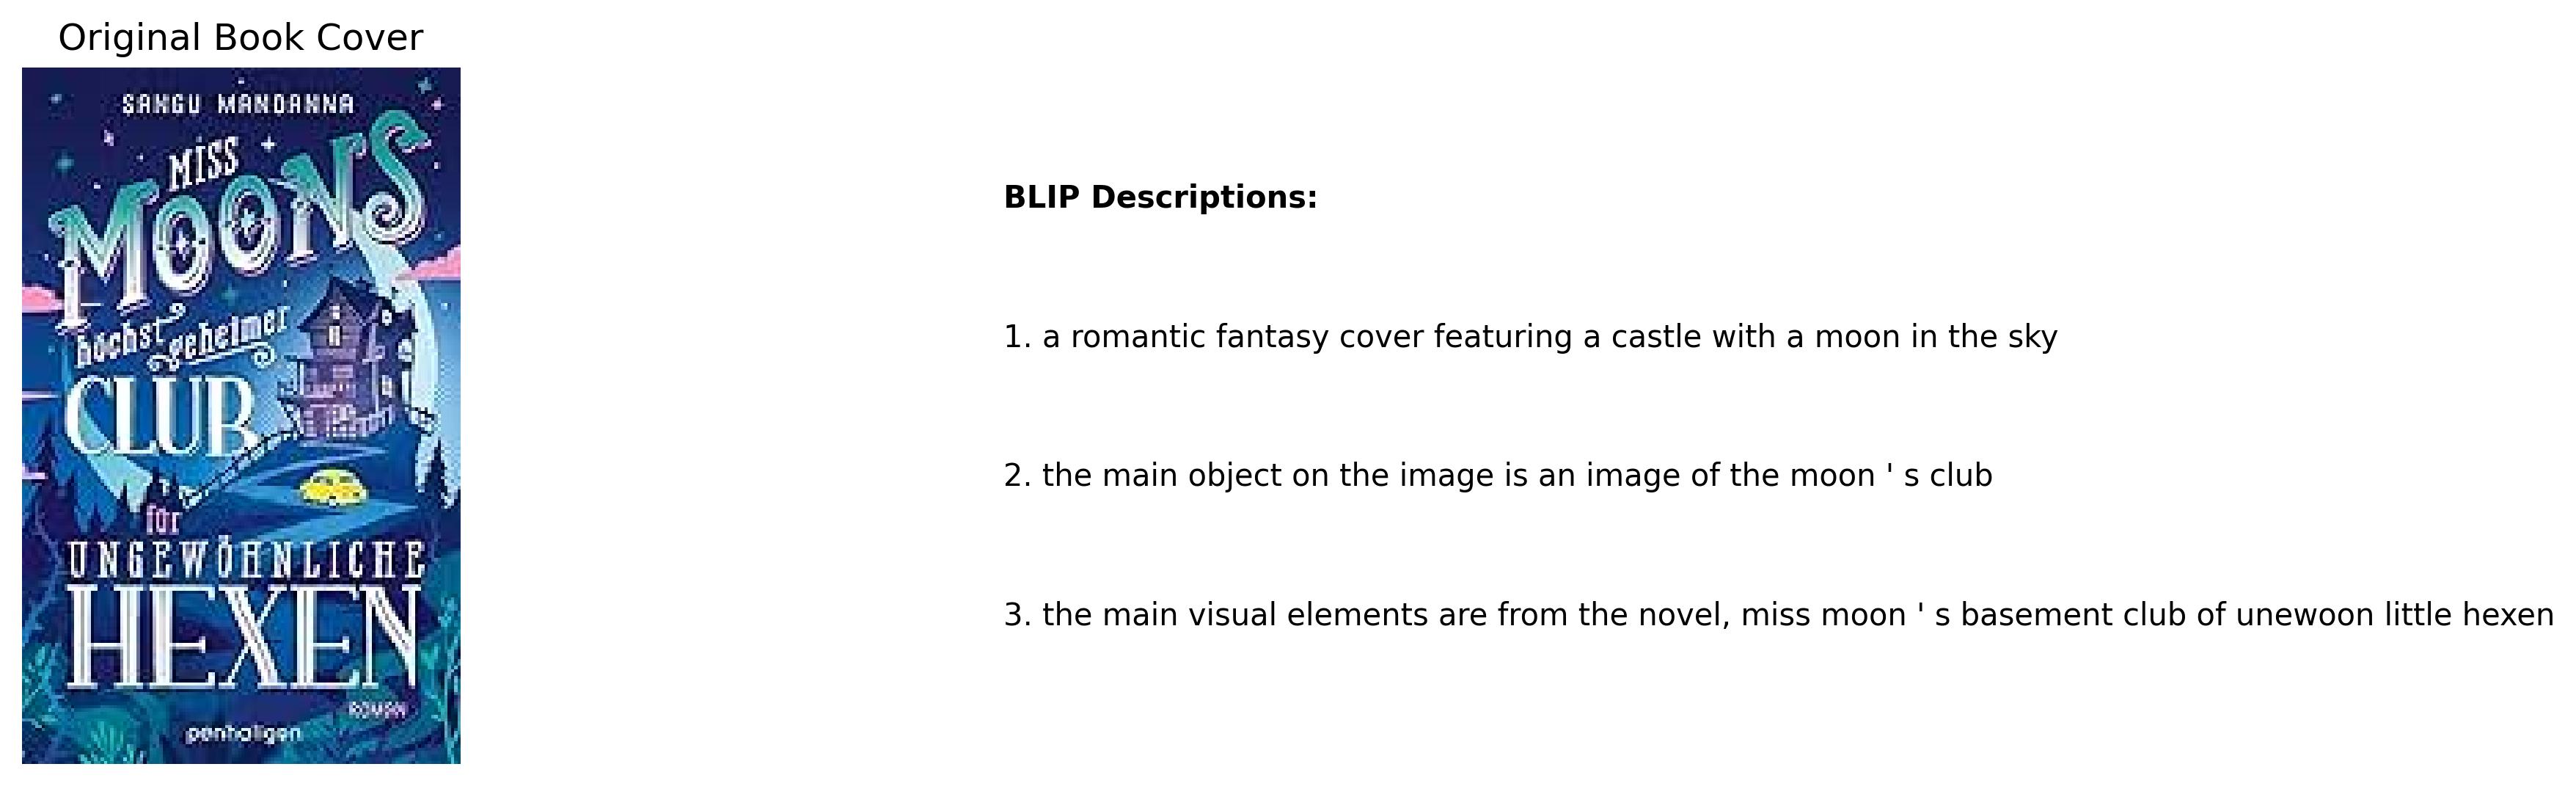 Original Book Cover
SANGU MANDANNA
MISS
MOONS
höchst
geheimer
CLUB
für
UNGEWÖHNLICHE
HEXEN
ROMAN
penhaligon
BLIP Descriptions:
1. a romantic fantasy cover featuring a castle with a moon in the sky
2. the main object on the image is an image of the moon ' s club
3. the main visual elements are from the novel, miss moon ' s basement club of unewoon little hexen